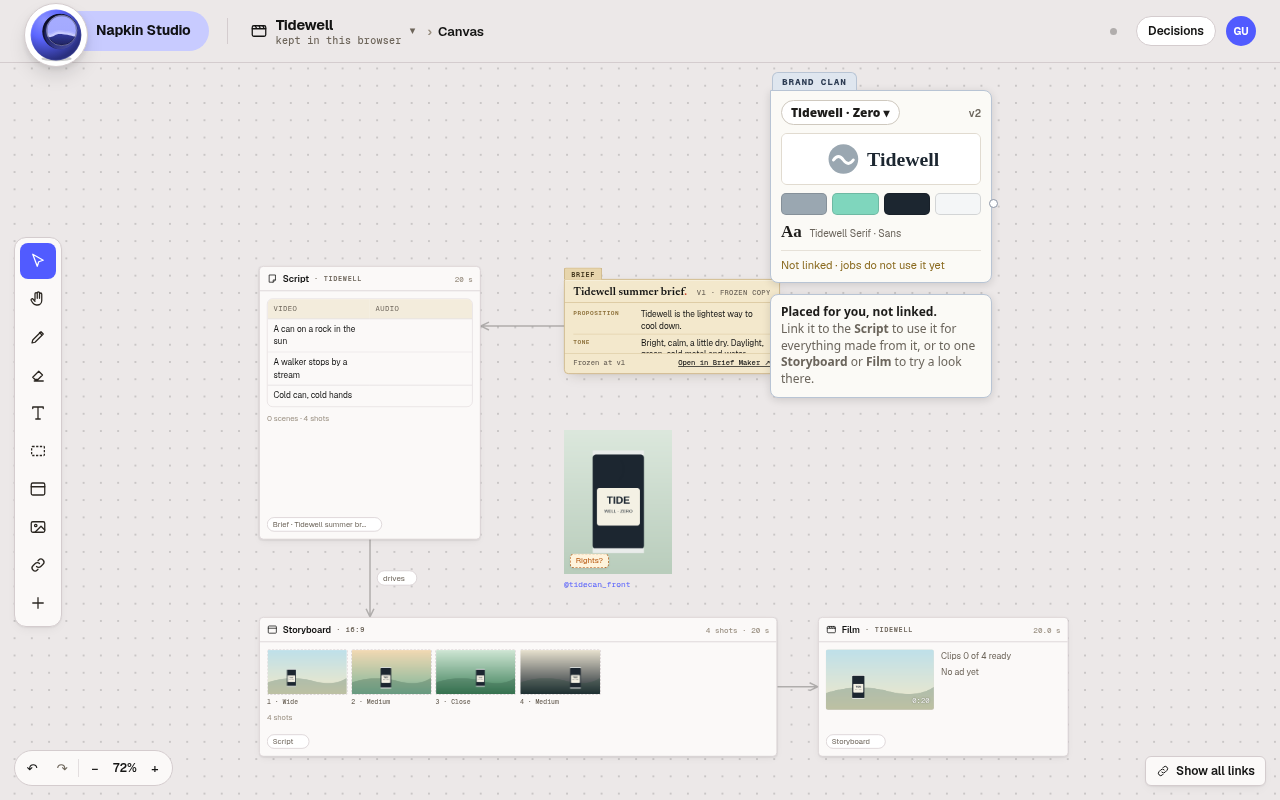 Napkin Studio
Tidewell
kept in this browser
▾
› Canvas
Decisions
GU
BRAND CLAN
Tidewell · Zero ▾
v2
Tidewell
Aa Tidewell Serif · Sans
Not linked · jobs do not use it yet
Placed for you, not linked.
Link it to the Script to use it for
everything made from it, or to one
Storyboard or Film to try a look
there.
Script · TIDEWELL
20 s
VIDEO AUDIO
A can on a rock in the
sun
A walker stops by a
stream
Cold can, cold hands
0 scenes · 4 shots
Brief · Tidewell summer br…
BRIEF
Tidewell summer brief. V1 · FROZEN COPY
PROPOSITION Tidewell is the lightest way to
cool down.
TONE Bright, calm, a little dry. Daylight,
Frozen at v1 Open in Brief Maker ↗
TIDE
WELL · ZERO
Rights?
@tidecan_front
drives
Storyboard · 16:9
4 shots · 20 s
1 · Wide
2 · Medium
3 · Close
4 · Medium
4 shots
Script
Film · TIDEWELL
20.0 s
Clips 0 of 4 ready
No ad yet
0:20
Storyboard
− 72% +
Show all links